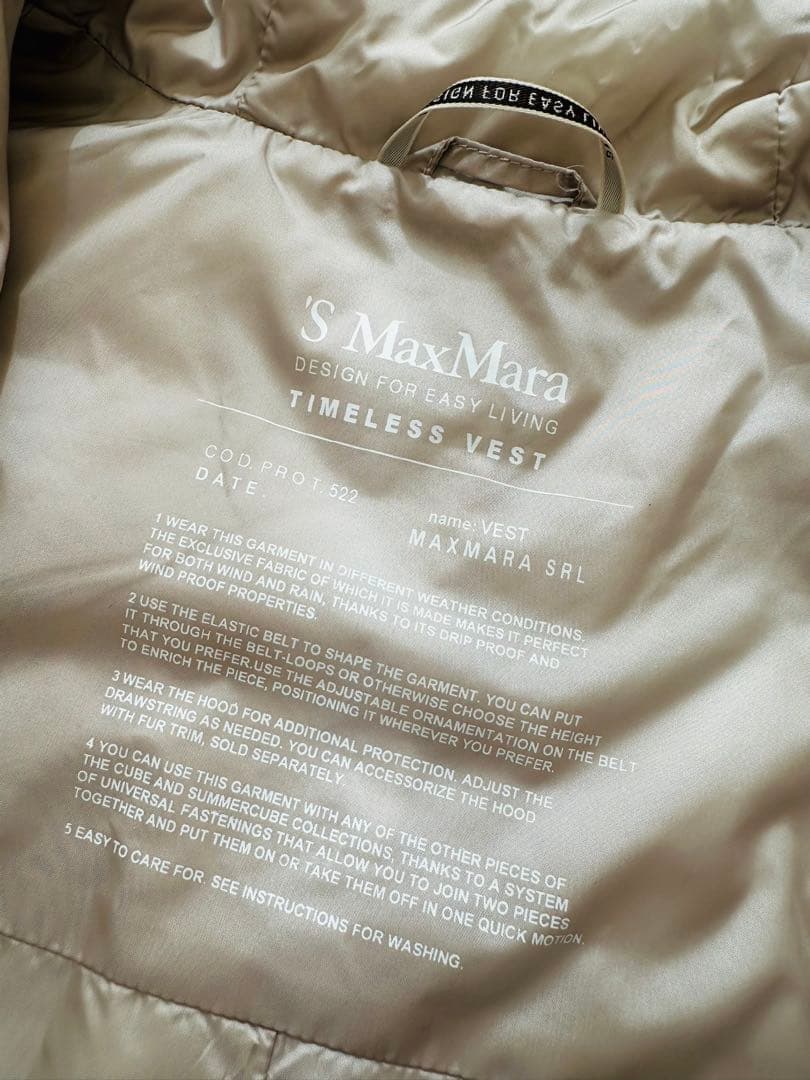 SIGN FOR EASY LI
'S MaxMara
DESIGN FOR EASY LIVING
TIMELESS VEST
COD. PROT. 522
DATE.
name: VEST
MAXMARA SRL
1 WEAR THIS GARMENT IN DIFFERENT WEATHER CONDITIONS.
THE EXCLUSIVE FABRIC OF WHICH IT IS MADE MAKES IT PERFECT
FOR BOTH WIND AND RAIN, THANKS TO ITS DRIP PROOF AND
WIND PROOF PROPERTIES.
2 USE THE ELASTIC BELT TO SHAPE THE GARMENT. YOU CAN PUT
IT THROUGH THE BELT-LOOPS OR OTHERWISE CHOOSE THE HEIGHT
THAT YOU PREFER.USE THE ADJUSTABLE ORNAMENTATION ON THE BELT
TO ENRICH THE PIECE, POSITIONING IT WHEREVER YOU PREFER.
3 WEAR THE HOOD FOR ADDITIONAL PROTECTION. ADJUST THE
DRAWSTRING AS NEEDED. YOU CAN ACCESSORIZE THE HOOD
WITH FUR TRIM, SOLD SEPARATELY.
4 YOU CAN USE THIS GARMENT WITH ANY OF THE OTHER PIECES OF
THE CUBE AND SUMMERCUBE COLLECTIONS, THANKS TO A SYSTEM
OF UNIVERSAL FASTENINGS THAT ALLOW YOU TO JOIN TWO PIECES
TOGETHER AND PUT THEM ON OR TAKE THEM OFF IN ONE QUICK MOTION.
5 EASY TO CARE FOR. SEE INSTRUCTIONS FOR WASHING.